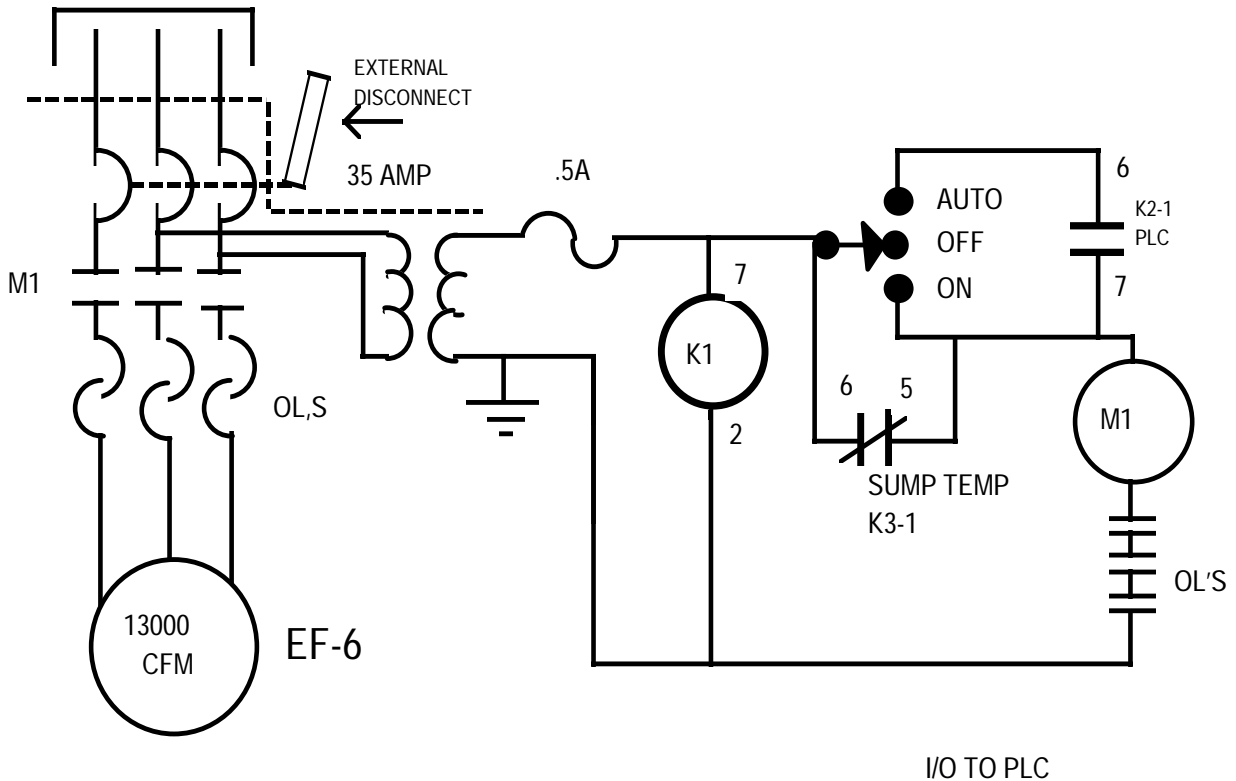 EXTERNAL
DISCONNECT
35 AMP
.5A
AUTO
OFF
ON
6
K2-1
PLC
7
M1
7
K1
2
6
5
SUMP TEMP
K3-1
M1
OL,S
OL'S
13000
CFM
EF-6
I/O TO PLC